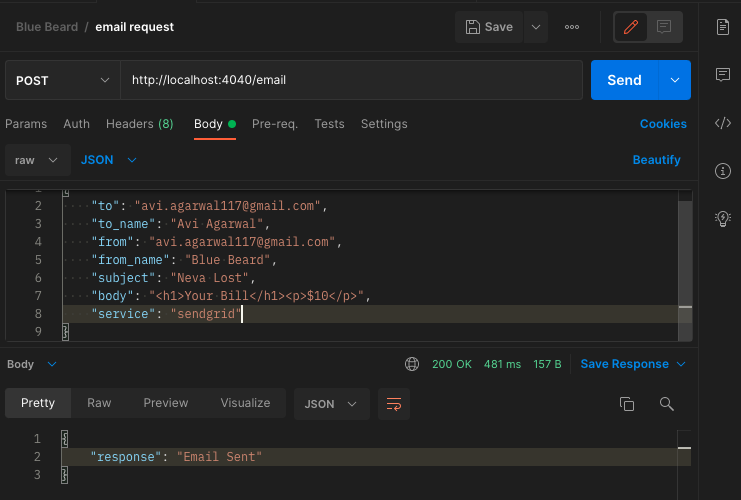 Blue Beard / email request
Save
POST http://localhost:4040/email Send
Params Auth Headers (8) Body Pre-req. Tests Settings Cookies
raw JSON Beautify
1 {
2 "to": "avi.agarwal117@gmail.com",
3 "to_name": "Avi Agarwal",
4 "from": "avi.agarwal117@gmail.com",
5 "from_name": "Blue Beard",
6 "subject": "Neva Lost",
7 "body": "<h1>Your Bill</h1><p>$10</p>",
8 "service": "sendgrid"
9 }
Body 200 OK 481 ms 157 B Save Response
Pretty Raw Preview Visualize JSON
1 {
2 "response": "Email Sent"
3 }